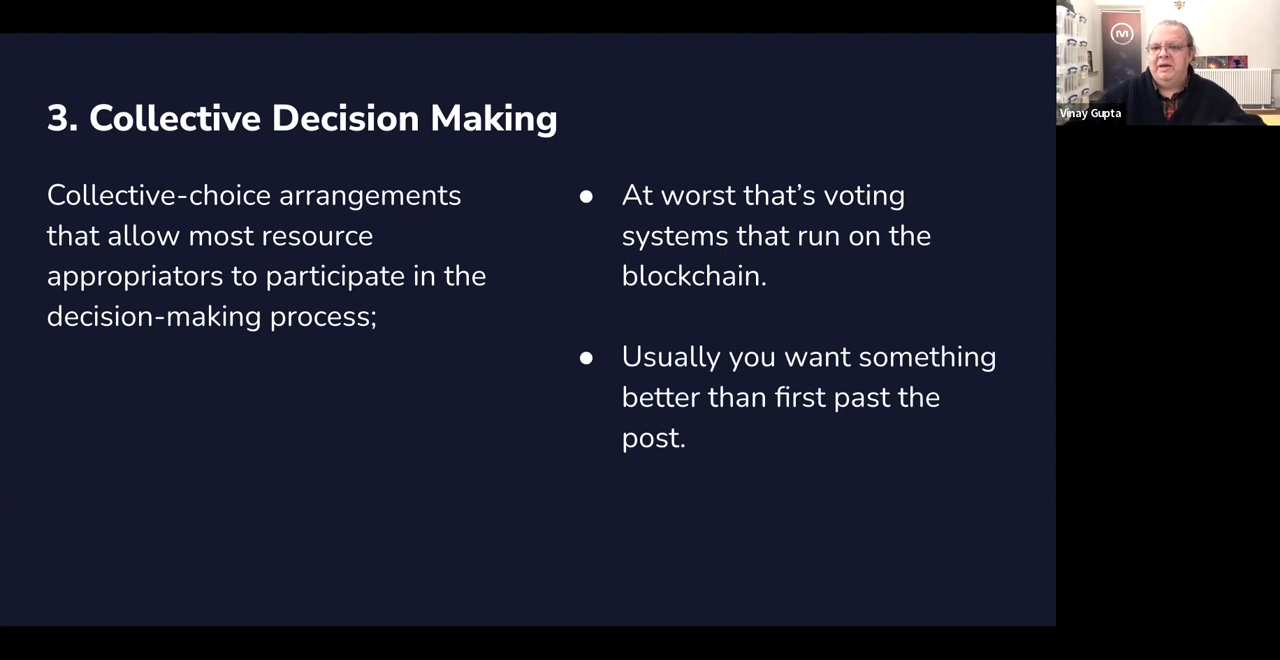 3. Collective Decision Making
Collective-choice arrangements
that allow most resource
appropriators to participate in the
decision-making process;
● At worst that’s voting
systems that run on the
blockchain.
● Usually you want something
better than first past the
post.
M
Vinay Gupta